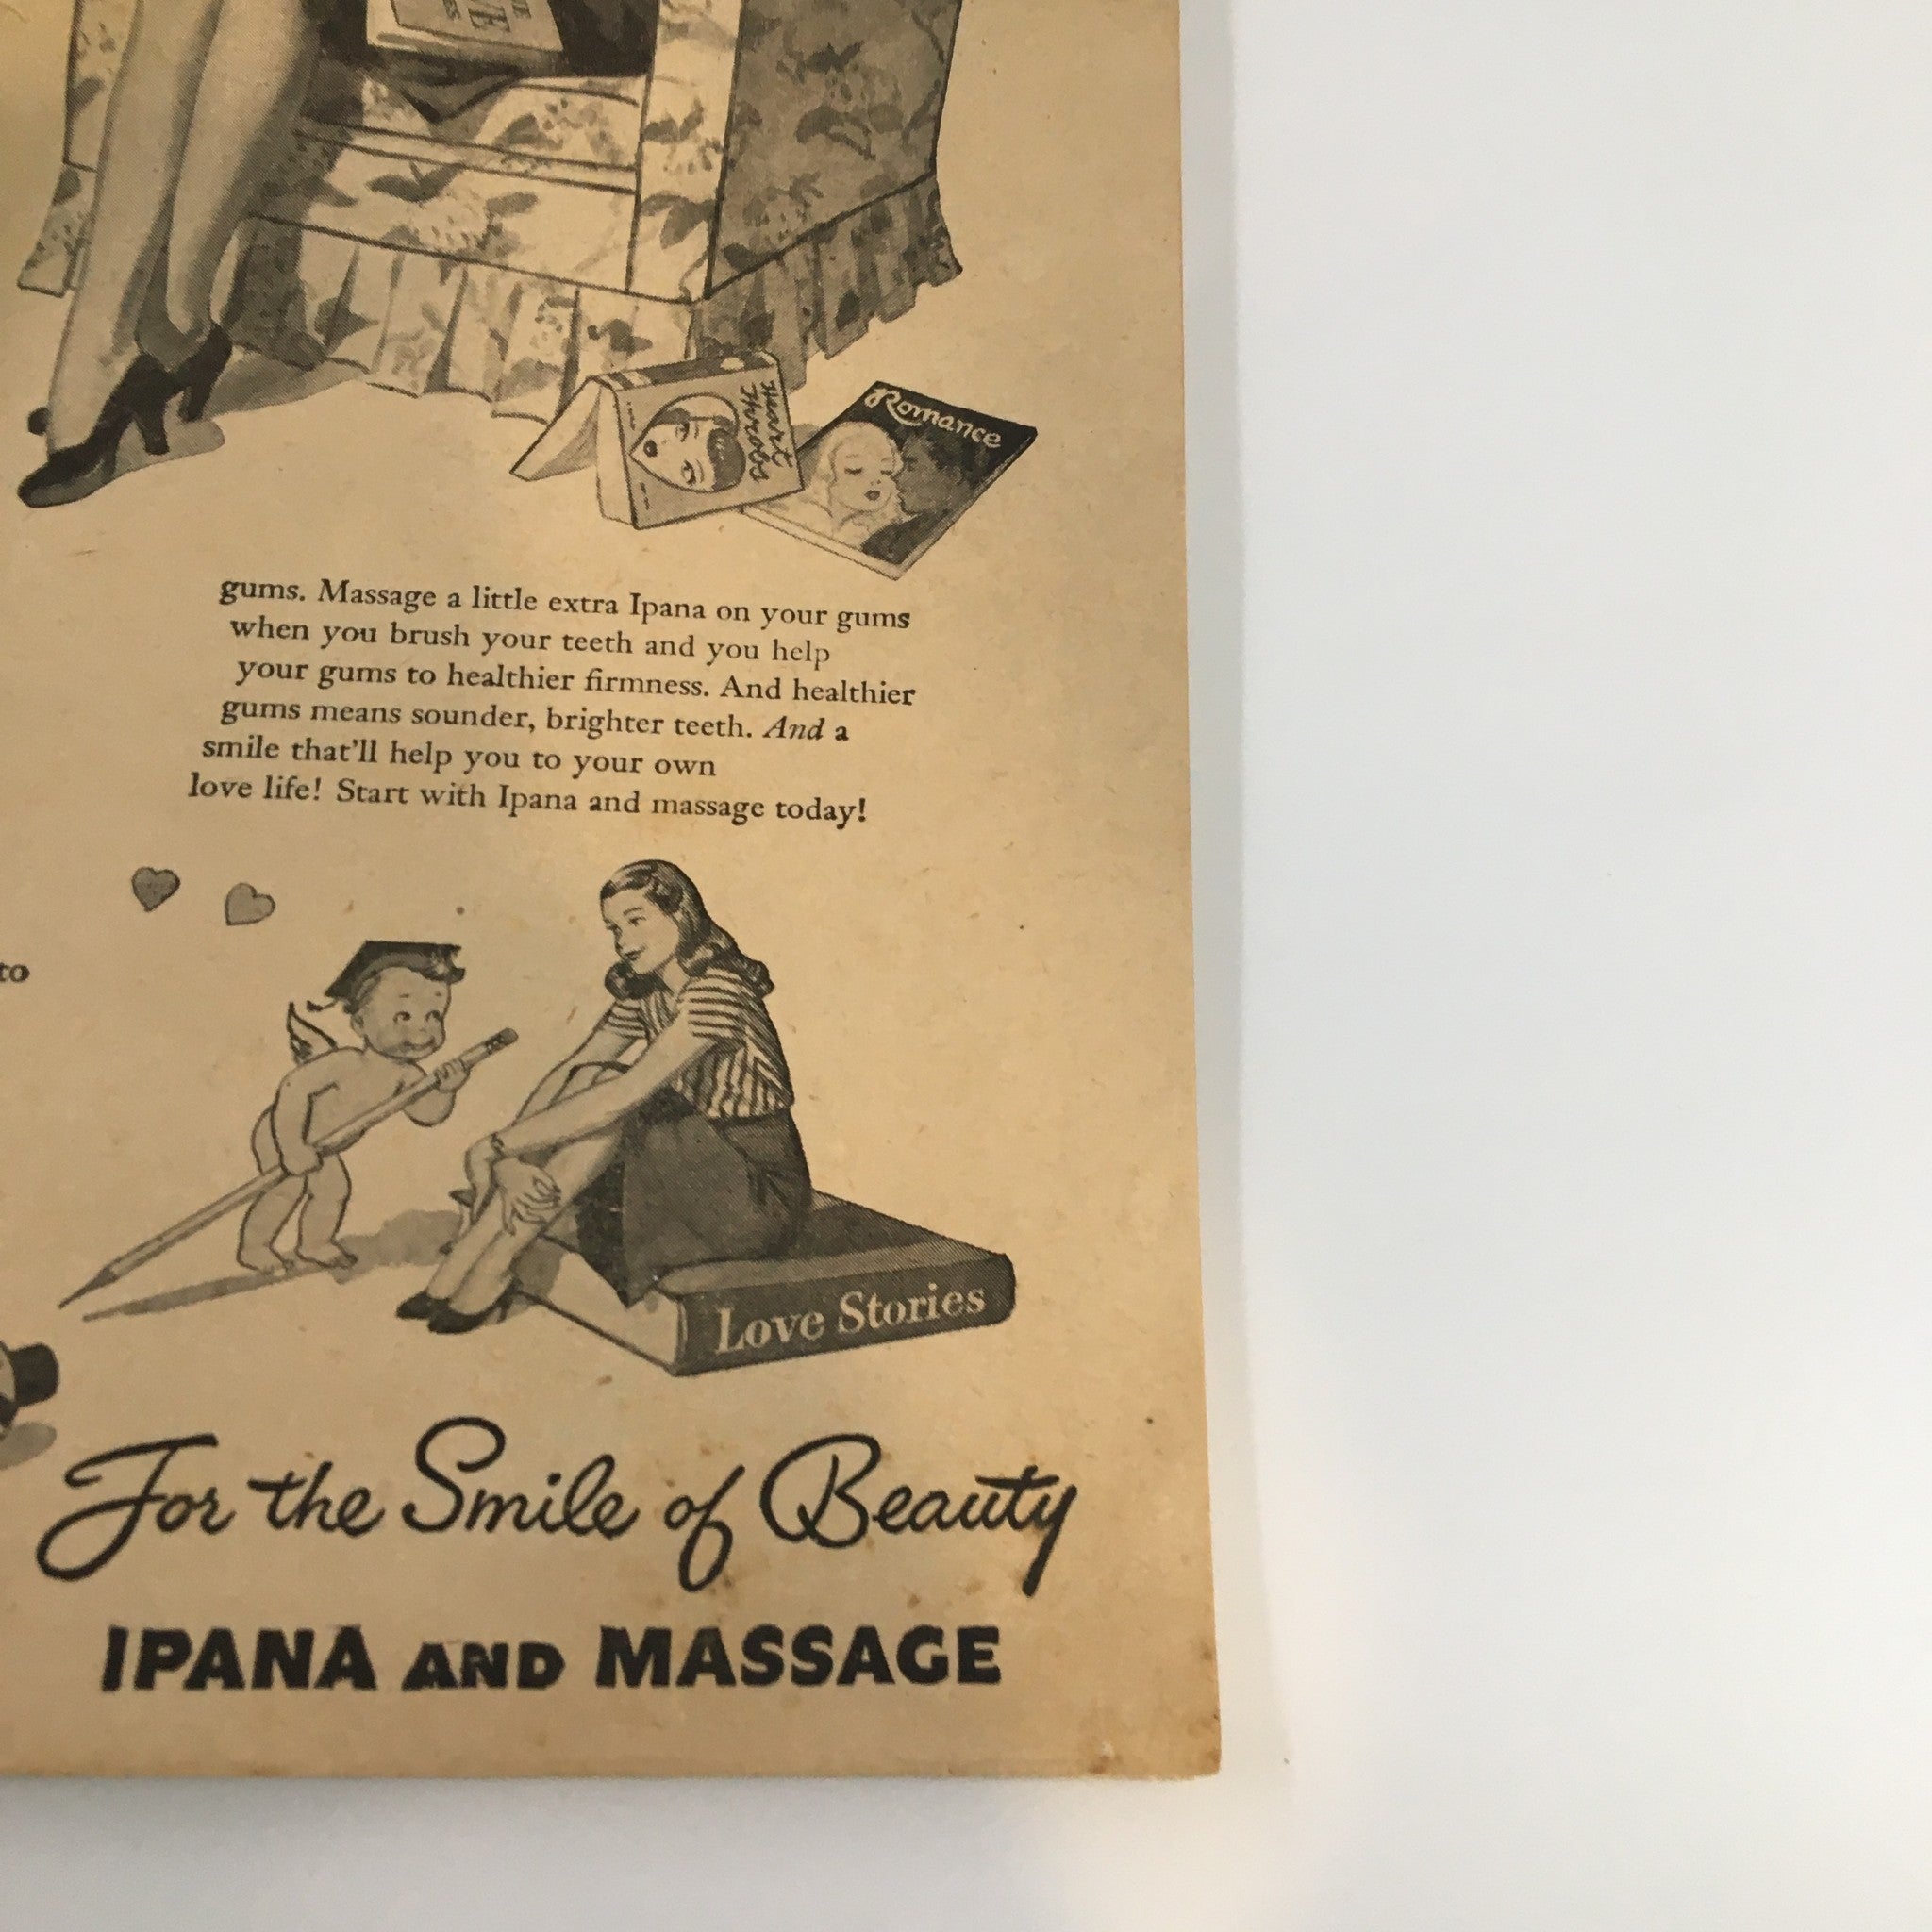 Heart
Throbs
Romance
gums. Massage a little extra Ipana on your gums
when you brush your teeth and you help
your gums to healthier firmness. And healthier
gums means sounder, brighter teeth. And a
smile that'll help you to your own
love life! Start with Ipana and massage today!
to
Love Stories
For the Smile of Beauty
IPANA AND MASSAGE